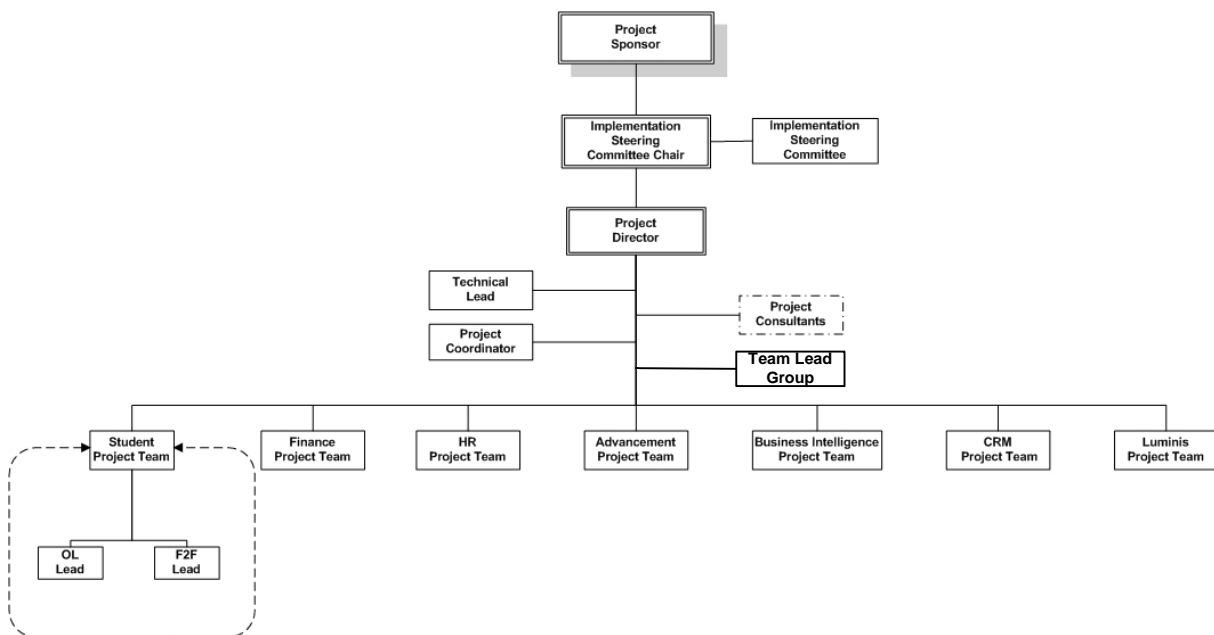 Project
Sponsor
Implementation
Steering
Committee Chair
Implementation
Steering
Committee
Project
Director
Technical
Lead
Project
Consultants
Project
Coordinator
Team Lead
Group
Student
Project Team
Finance
Project Team
HR
Project Team
Advancement
Project Team
Business Intelligence
Project Team
CRM
Project Team
Luminis
Project Team
OL
Lead
F2F
Lead